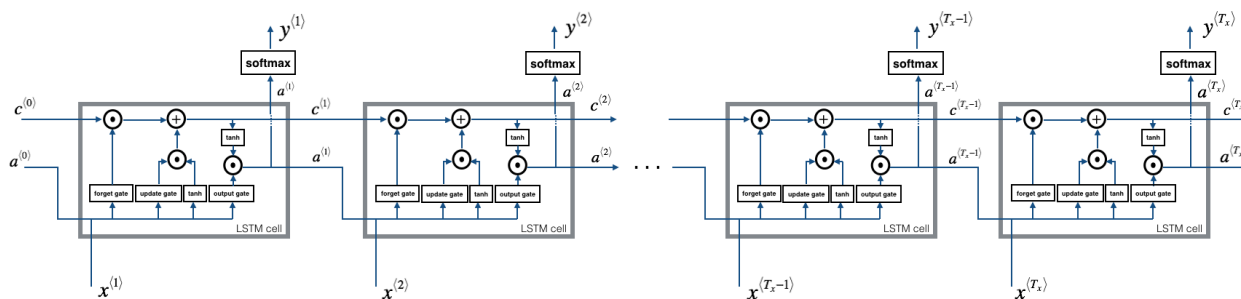 y⟨1⟩ y⟨2⟩ y⟨Tx−1⟩ y⟨Tx⟩
softmax softmax softmax softmax
a⟨1⟩ a⟨2⟩ a⟨Tx−1⟩ a⟨Tx⟩
c⟨0⟩ c⟨1⟩ c⟨2⟩ c⟨Tx−1⟩
tanh tanh tanh tanh
a⟨0⟩ a⟨1⟩ a⟨2⟩ ... a⟨Tx−1⟩
forget gate update gate tanh output gate forget gate update gate tanh output gate forget gate update gate tanh output gate forget gate update gate tanh output gate
LSTM cell LSTM cell LSTM cell LSTM cell
x⟨1⟩ x⟨2⟩ x⟨Tx−1⟩ x⟨Tx⟩